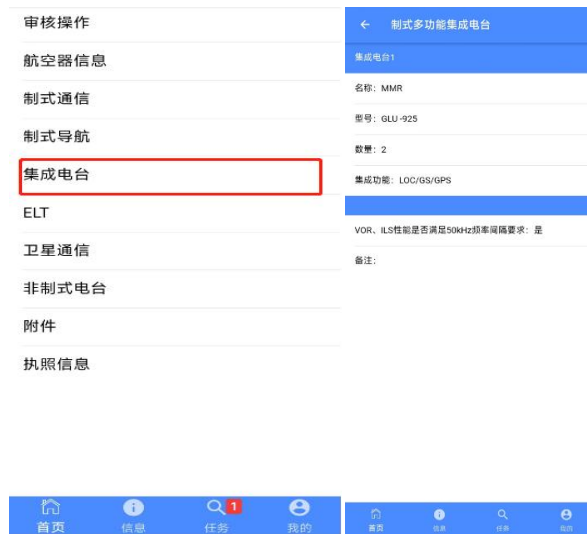 审核操作
航空器信息
制式通信
制式导航
集成电台
ELT
卫星通信
非制式电台
附件
执照信息
1
首页
信息
任务
我的
制式多功能集成电台
集成电台1
名称：MMR
型号：GLU-925
数量：2
集成功能：LOC/GS/GPS
VOR、ILS性能是否满足50kHz频率间隔要求：是
备注：
首页
信息
任务
我的